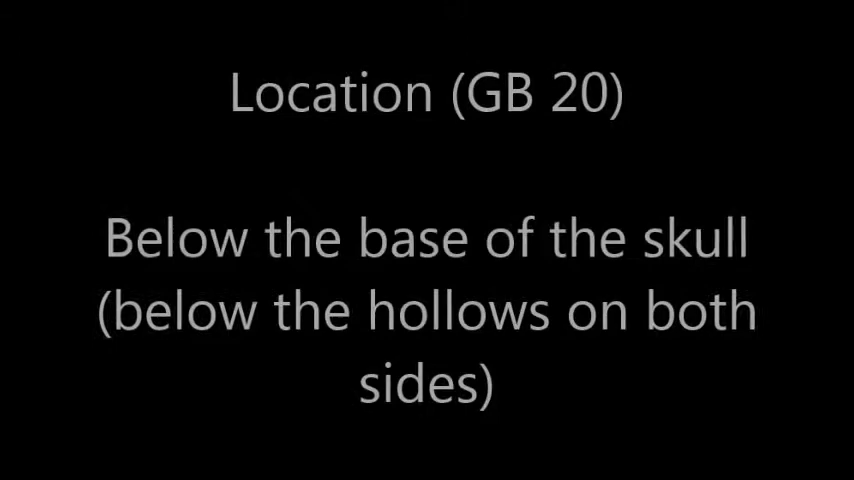 Location (GB 20)
Below the base of the skull
(below the hollows on both
sides)